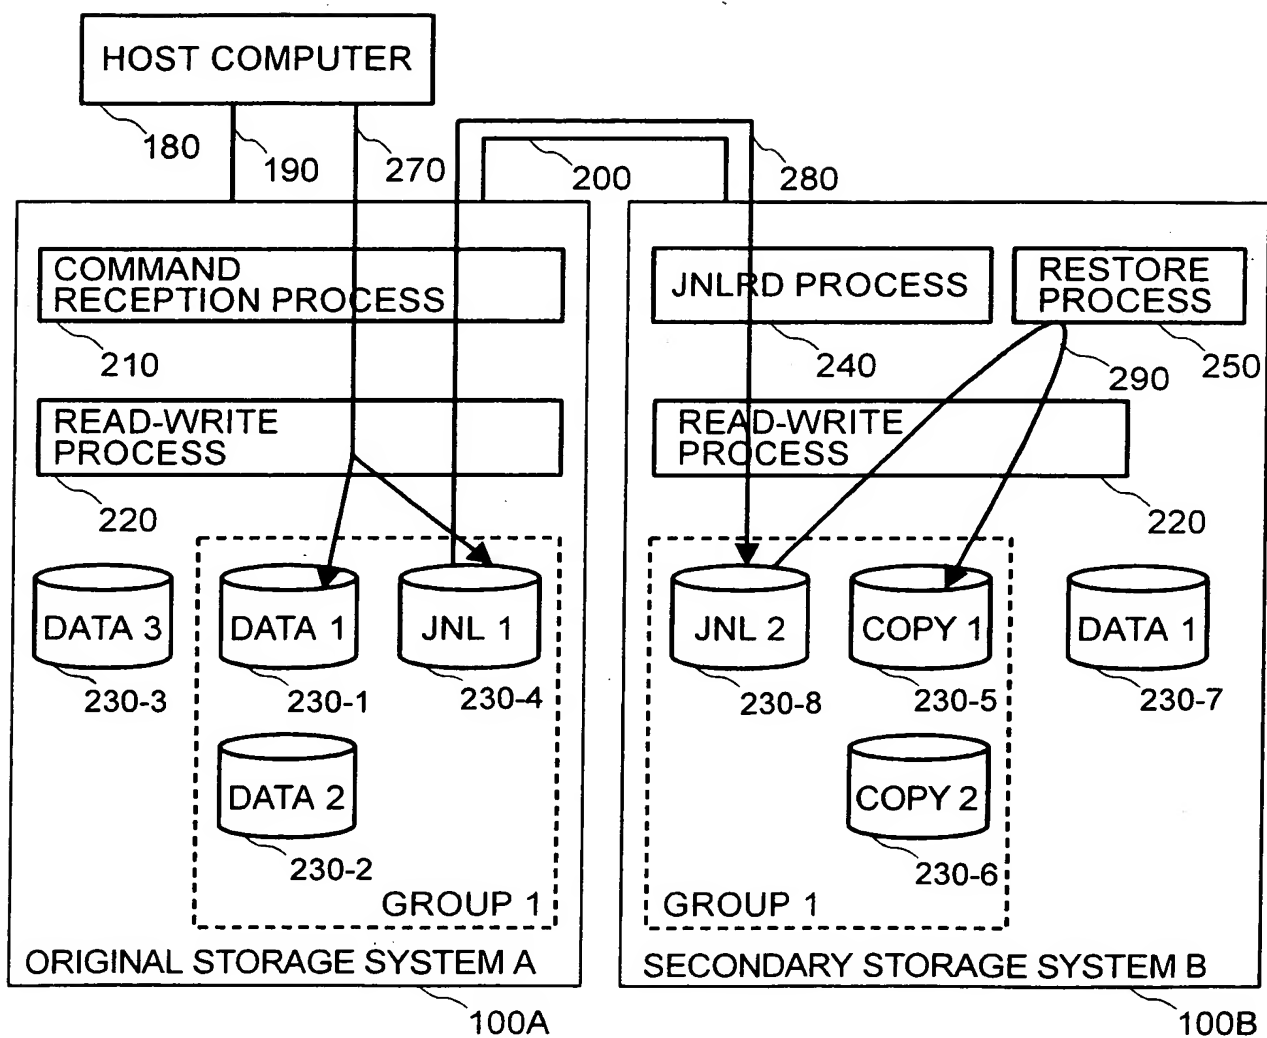 HOST COMPUTER
180
190
270
200
280
COMMAND
RECEPTION PROCESS
210
READ-WRITE
PROCESS
220
DATA 3
230-3
DATA 1
230-1
JNL 1
230-4
DATA 2
230-2
GROUP 1
ORIGINAL STORAGE SYSTEM A
100A
JNLRD PROCESS
240
RESTORE
PROCESS
250
290
READ-WRITE
PROCESS
220
JNL 2
230-8
COPY 1
230-5
DATA 1
230-7
COPY 2
230-6
GROUP 1
SECONDARY STORAGE SYSTEM B
100B